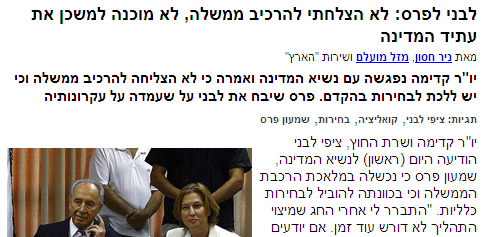 לבני לפרס: לא הצלחתי להרכיב ממשלה, לא מוכנה למשכן את
עתיד המדינה
מאת ניר חסון, מזל מועלם ושירות "הארץ"
יו"ר קדימה נפגשה עם נשיא המדינה ואמרה כי לא הצליחה להרכיב ממשלה וכי
יש ללכת לבחירות בהקדם. פרס שיבח את לבני על שעמדה על עקרונותיה
תגיות: ציפי לבני, קואליציה, בחירות, שמעון פרס
יו"ר קדימה ושרת החוץ, ציפי לבני
הודיעה היום (ראשון) לנשיא המדינה,
שמעון פרס כי נכשלה במלאכת הרכבת
הממשלה וכי בכוונתה להוביל לבחירות
כלליות. "התברר לי אחרי החג שמיצוי
התהליך לא דורש עוד זמן. אם יודעים